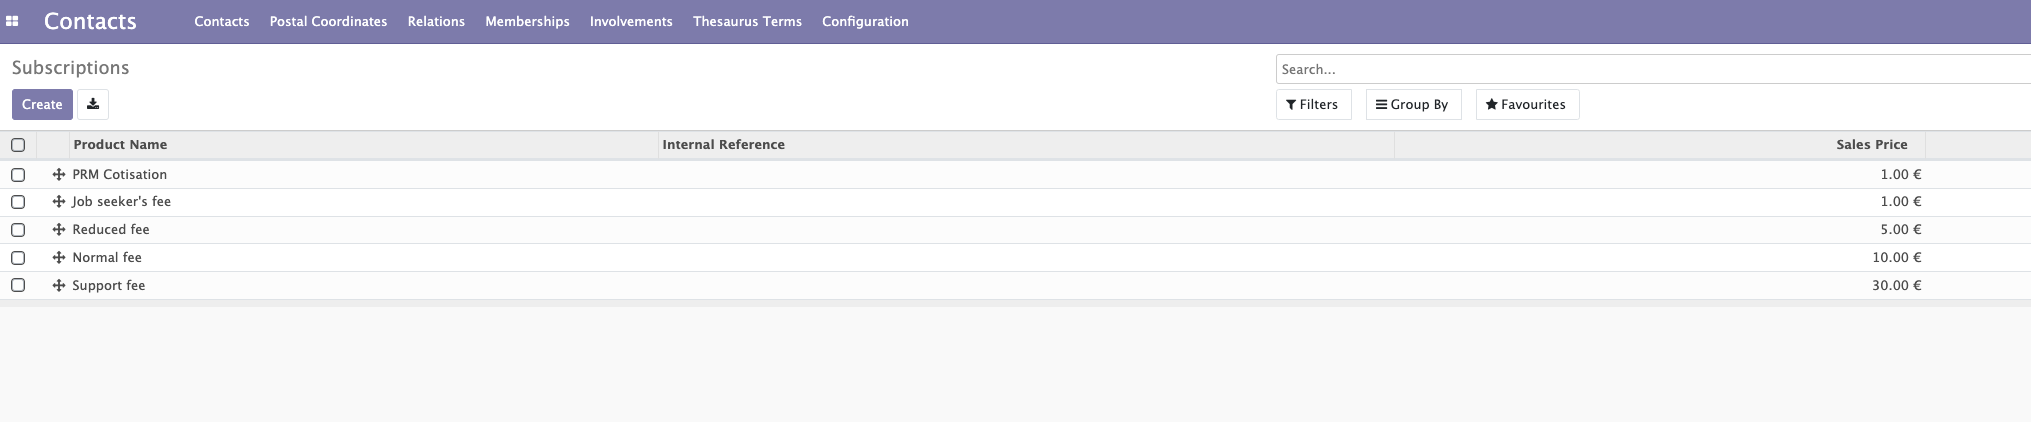 Contacts Contacts Postal Coordinates Relations Memberships Involvements Thesaurus Terms Configuration
Subscriptions Search...
Create Filters Group By Favourites
Product Name Internal Reference Sales Price
PRM Cotisation 1.00 €
Job seeker's fee 1.00 €
Reduced fee 5.00 €
Normal fee 10.00 €
Support fee 30.00 €